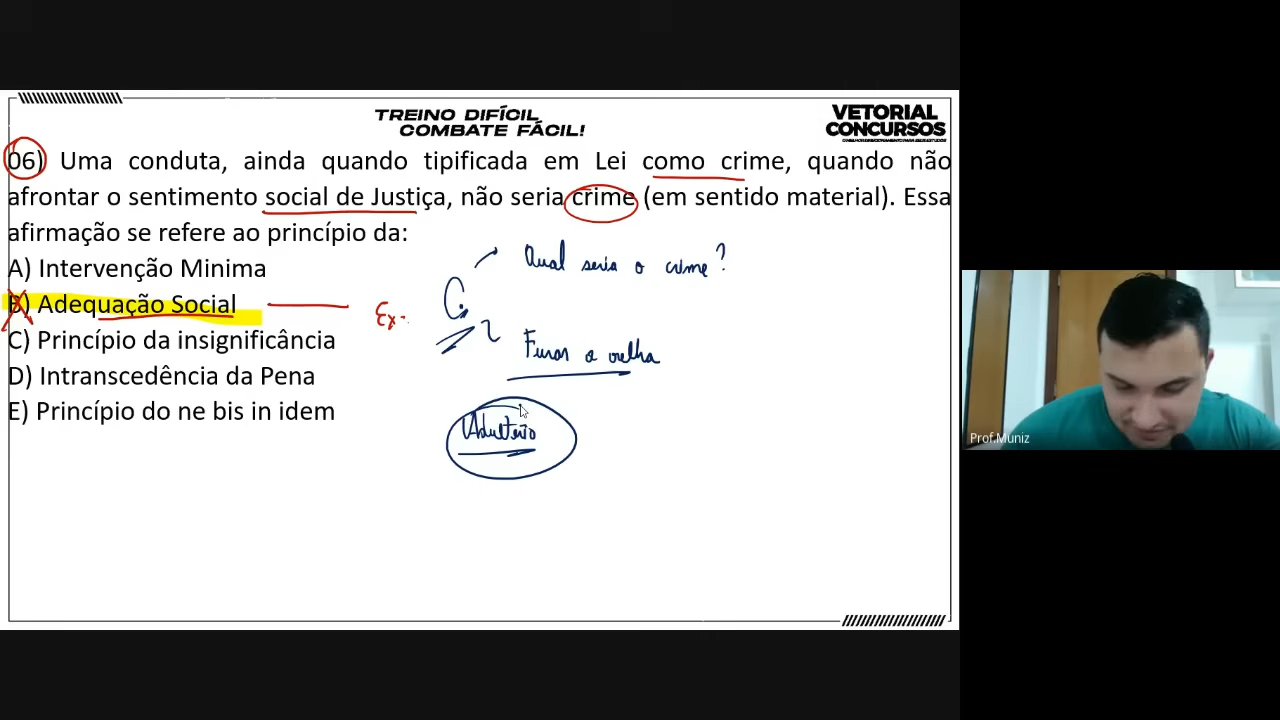 TREINO DIFÍCIL
COMBATE FÁCIL!
VETORIAL
CONCURSOS
06) Uma conduta, ainda quando tipificada em Lei como crime, quando não
afrontar o sentimento social de Justiça, não seria crime (em sentido material). Essa
afirmação se refere ao princípio da:
A) Intervenção Minima
B) Adequação Social
C) Princípio da insignificância
D) Intranscedência da Pena
E) Princípio do ne bis in idem
Ex.
Qual seria o crime?
Furar a orelha
Adultério
Prof.Muniz